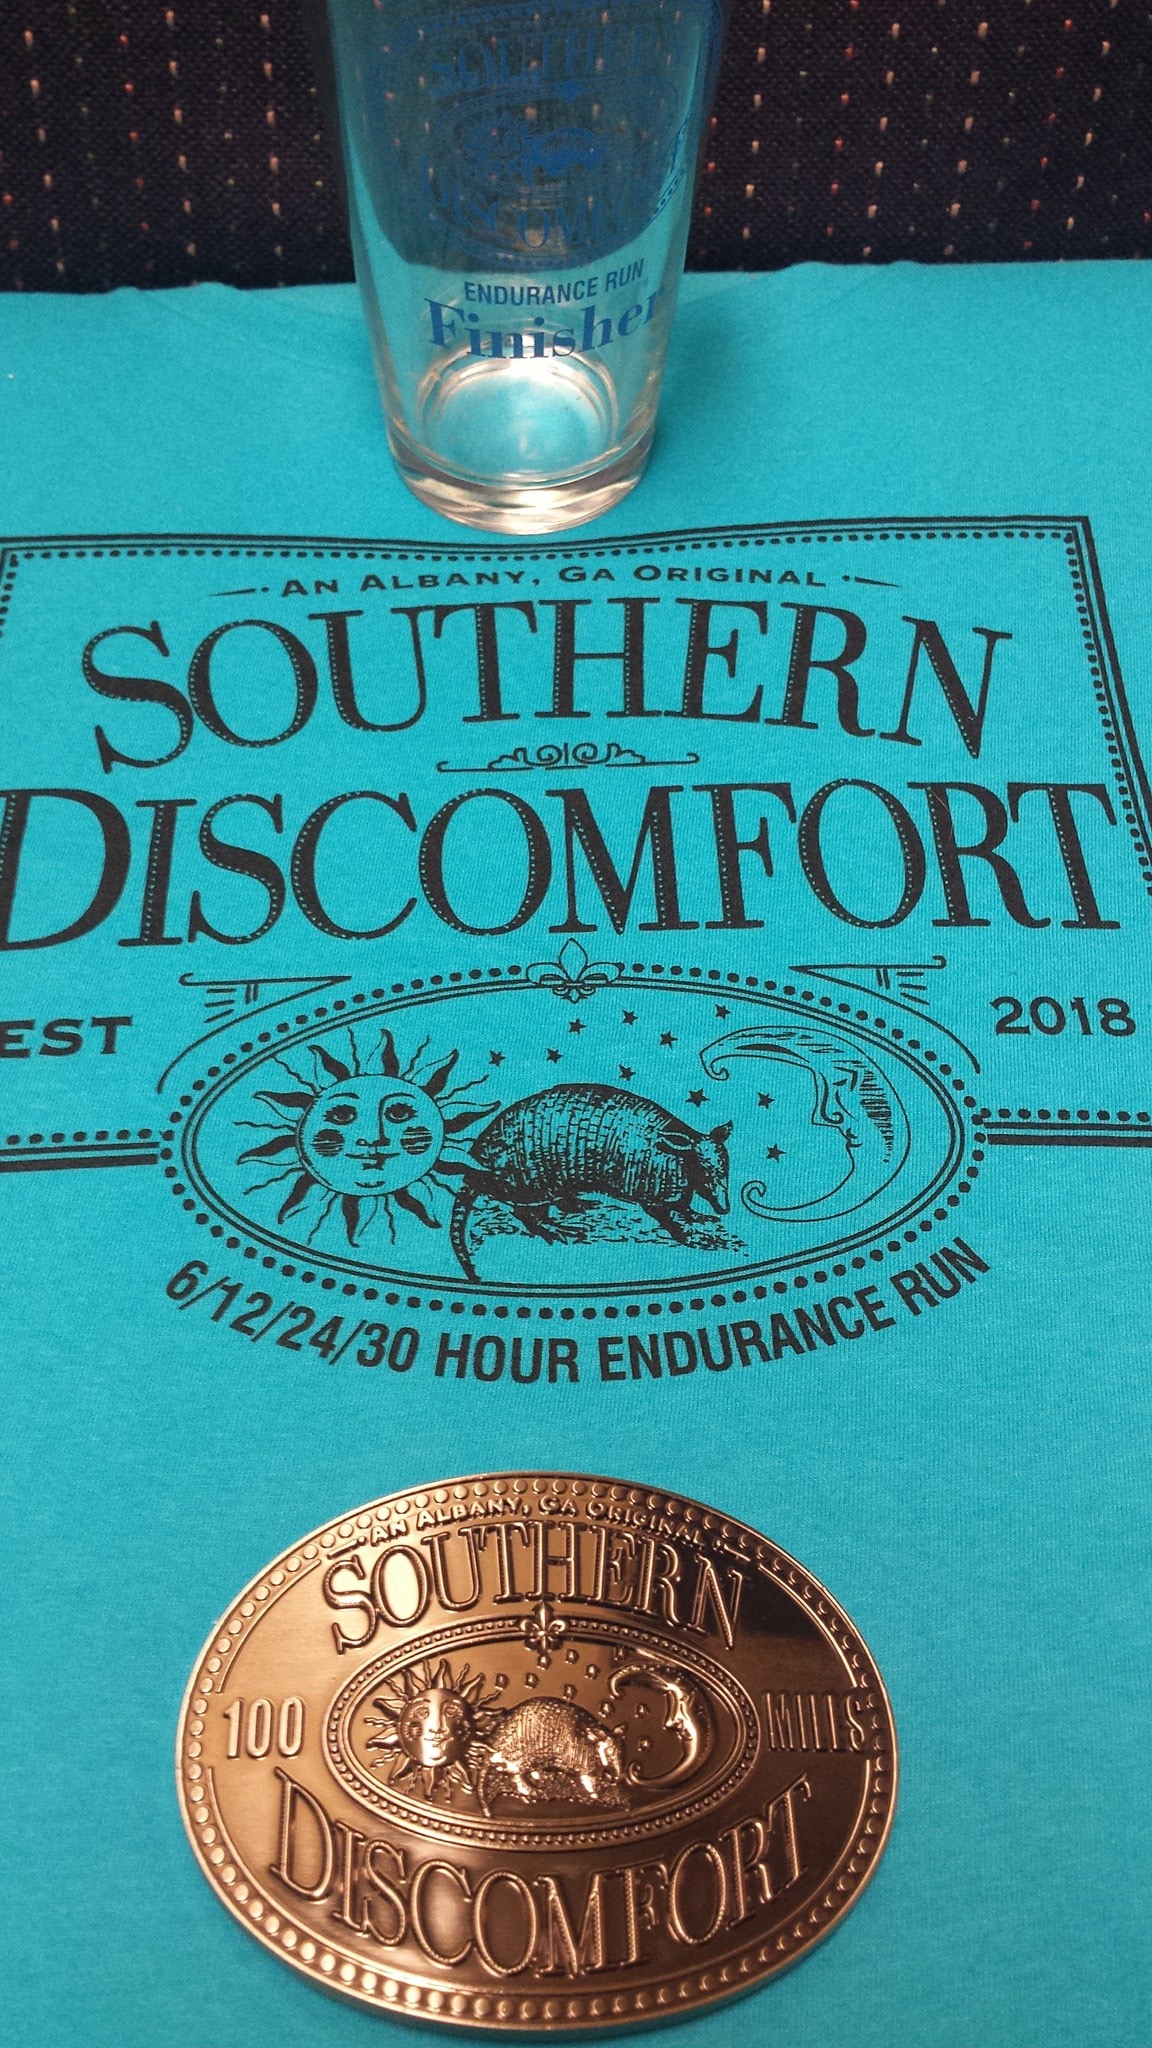 SOUTHERN
DISCOMFORT
ENDURANCE RUN
Finisher
AN ALBANY, GA ORIGINAL
SOUTHERN
DISCOMFORT
EST 2018
6/12/24/30 HOUR ENDURANCE RUN
AN ALBANY, GA ORIGINAL
SOUTHERN
100 MILES
DISCOMFORT